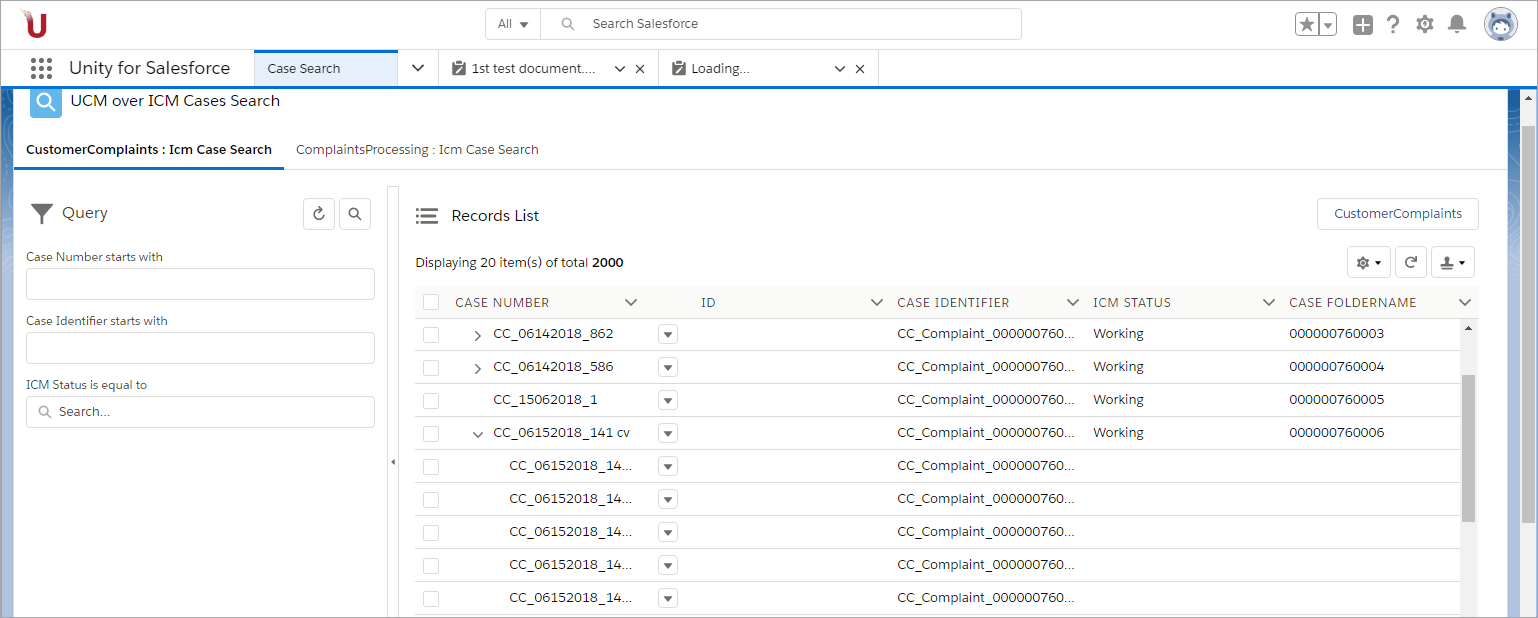 U
All
Search Salesforce
Unity for Salesforce
Case Search
1st test document....
Loading...
UCM over ICM Cases Search
CustomerComplaints : Icm Case Search
ComplaintsProcessing : Icm Case Search
Query
Case Number starts with
Case Identifier starts with
ICM Status is equal to
Search...
Records List
CustomerComplaints
Displaying 20 item(s) of total 2000
CASE NUMBER ID CASE IDENTIFIER ICM STATUS CASE FOLDERNAME
CC_06142018_862 CC_Complaint_000000760... Working 000000760003
CC_06142018_586 CC_Complaint_000000760... Working 000000760004
CC_15062018_1 CC_Complaint_000000760... Working 000000760005
CC_06152018_141 cv CC_Complaint_000000760... Working 000000760006
CC_06152018_14... CC_Complaint_000000760...
CC_06152018_14... CC_Complaint_000000760...
CC_06152018_14... CC_Complaint_000000760...
CC_06152018_14... CC_Complaint_000000760...
CC_06152018_14... CC_Complaint_000000760...